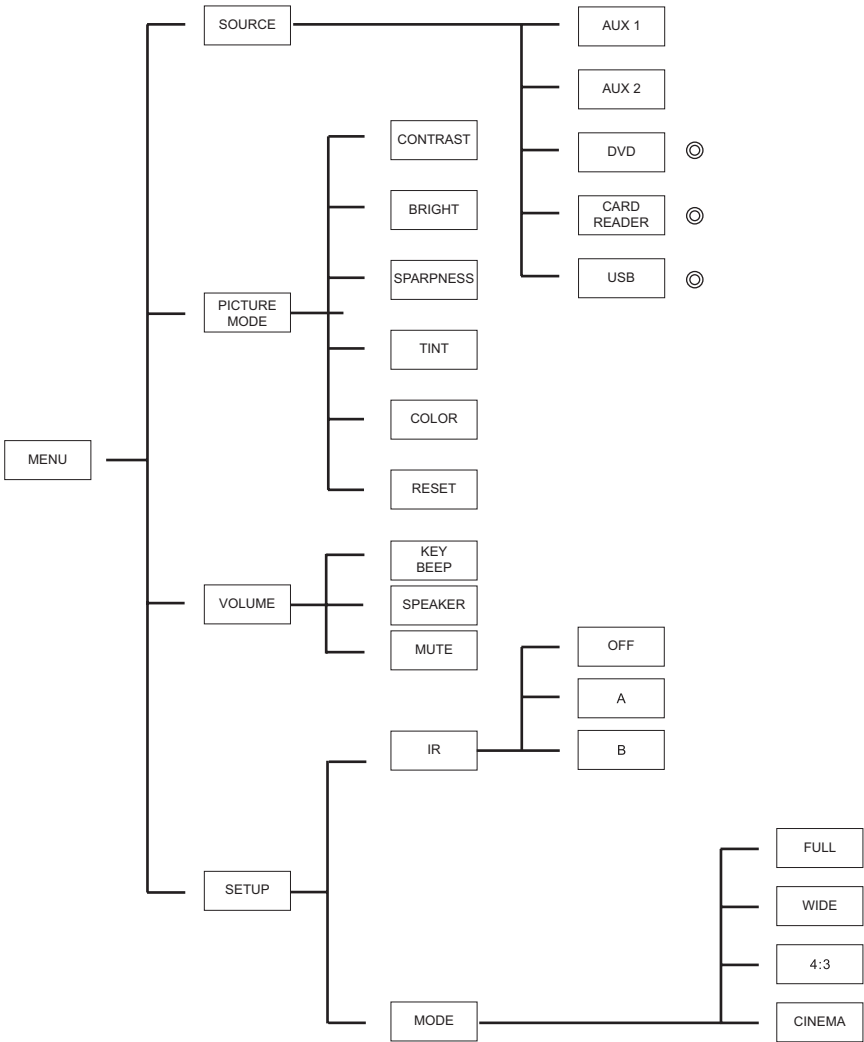 SOURCE
AUX 1
AUX 2
DVD
CARD
READER
USB
PICTURE
MODE
CONTRAST
BRIGHT
SPARPNESS
TINT
COLOR
RESET
MENU
VOLUME
KEY
BEEP
SPEAKER
MUTE
SETUP
IR
OFF
A
B
MODE
FULL
WIDE
4:3
CINEMA